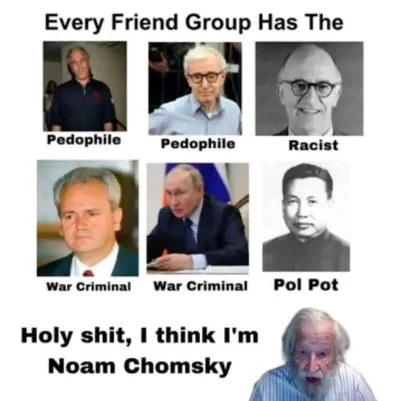 Every Friend Group Has The
Pedophile
Pedophile
Racist
War Criminal
War Criminal
Pol Pot
Holy shit, I think I'm
Noam Chomsky